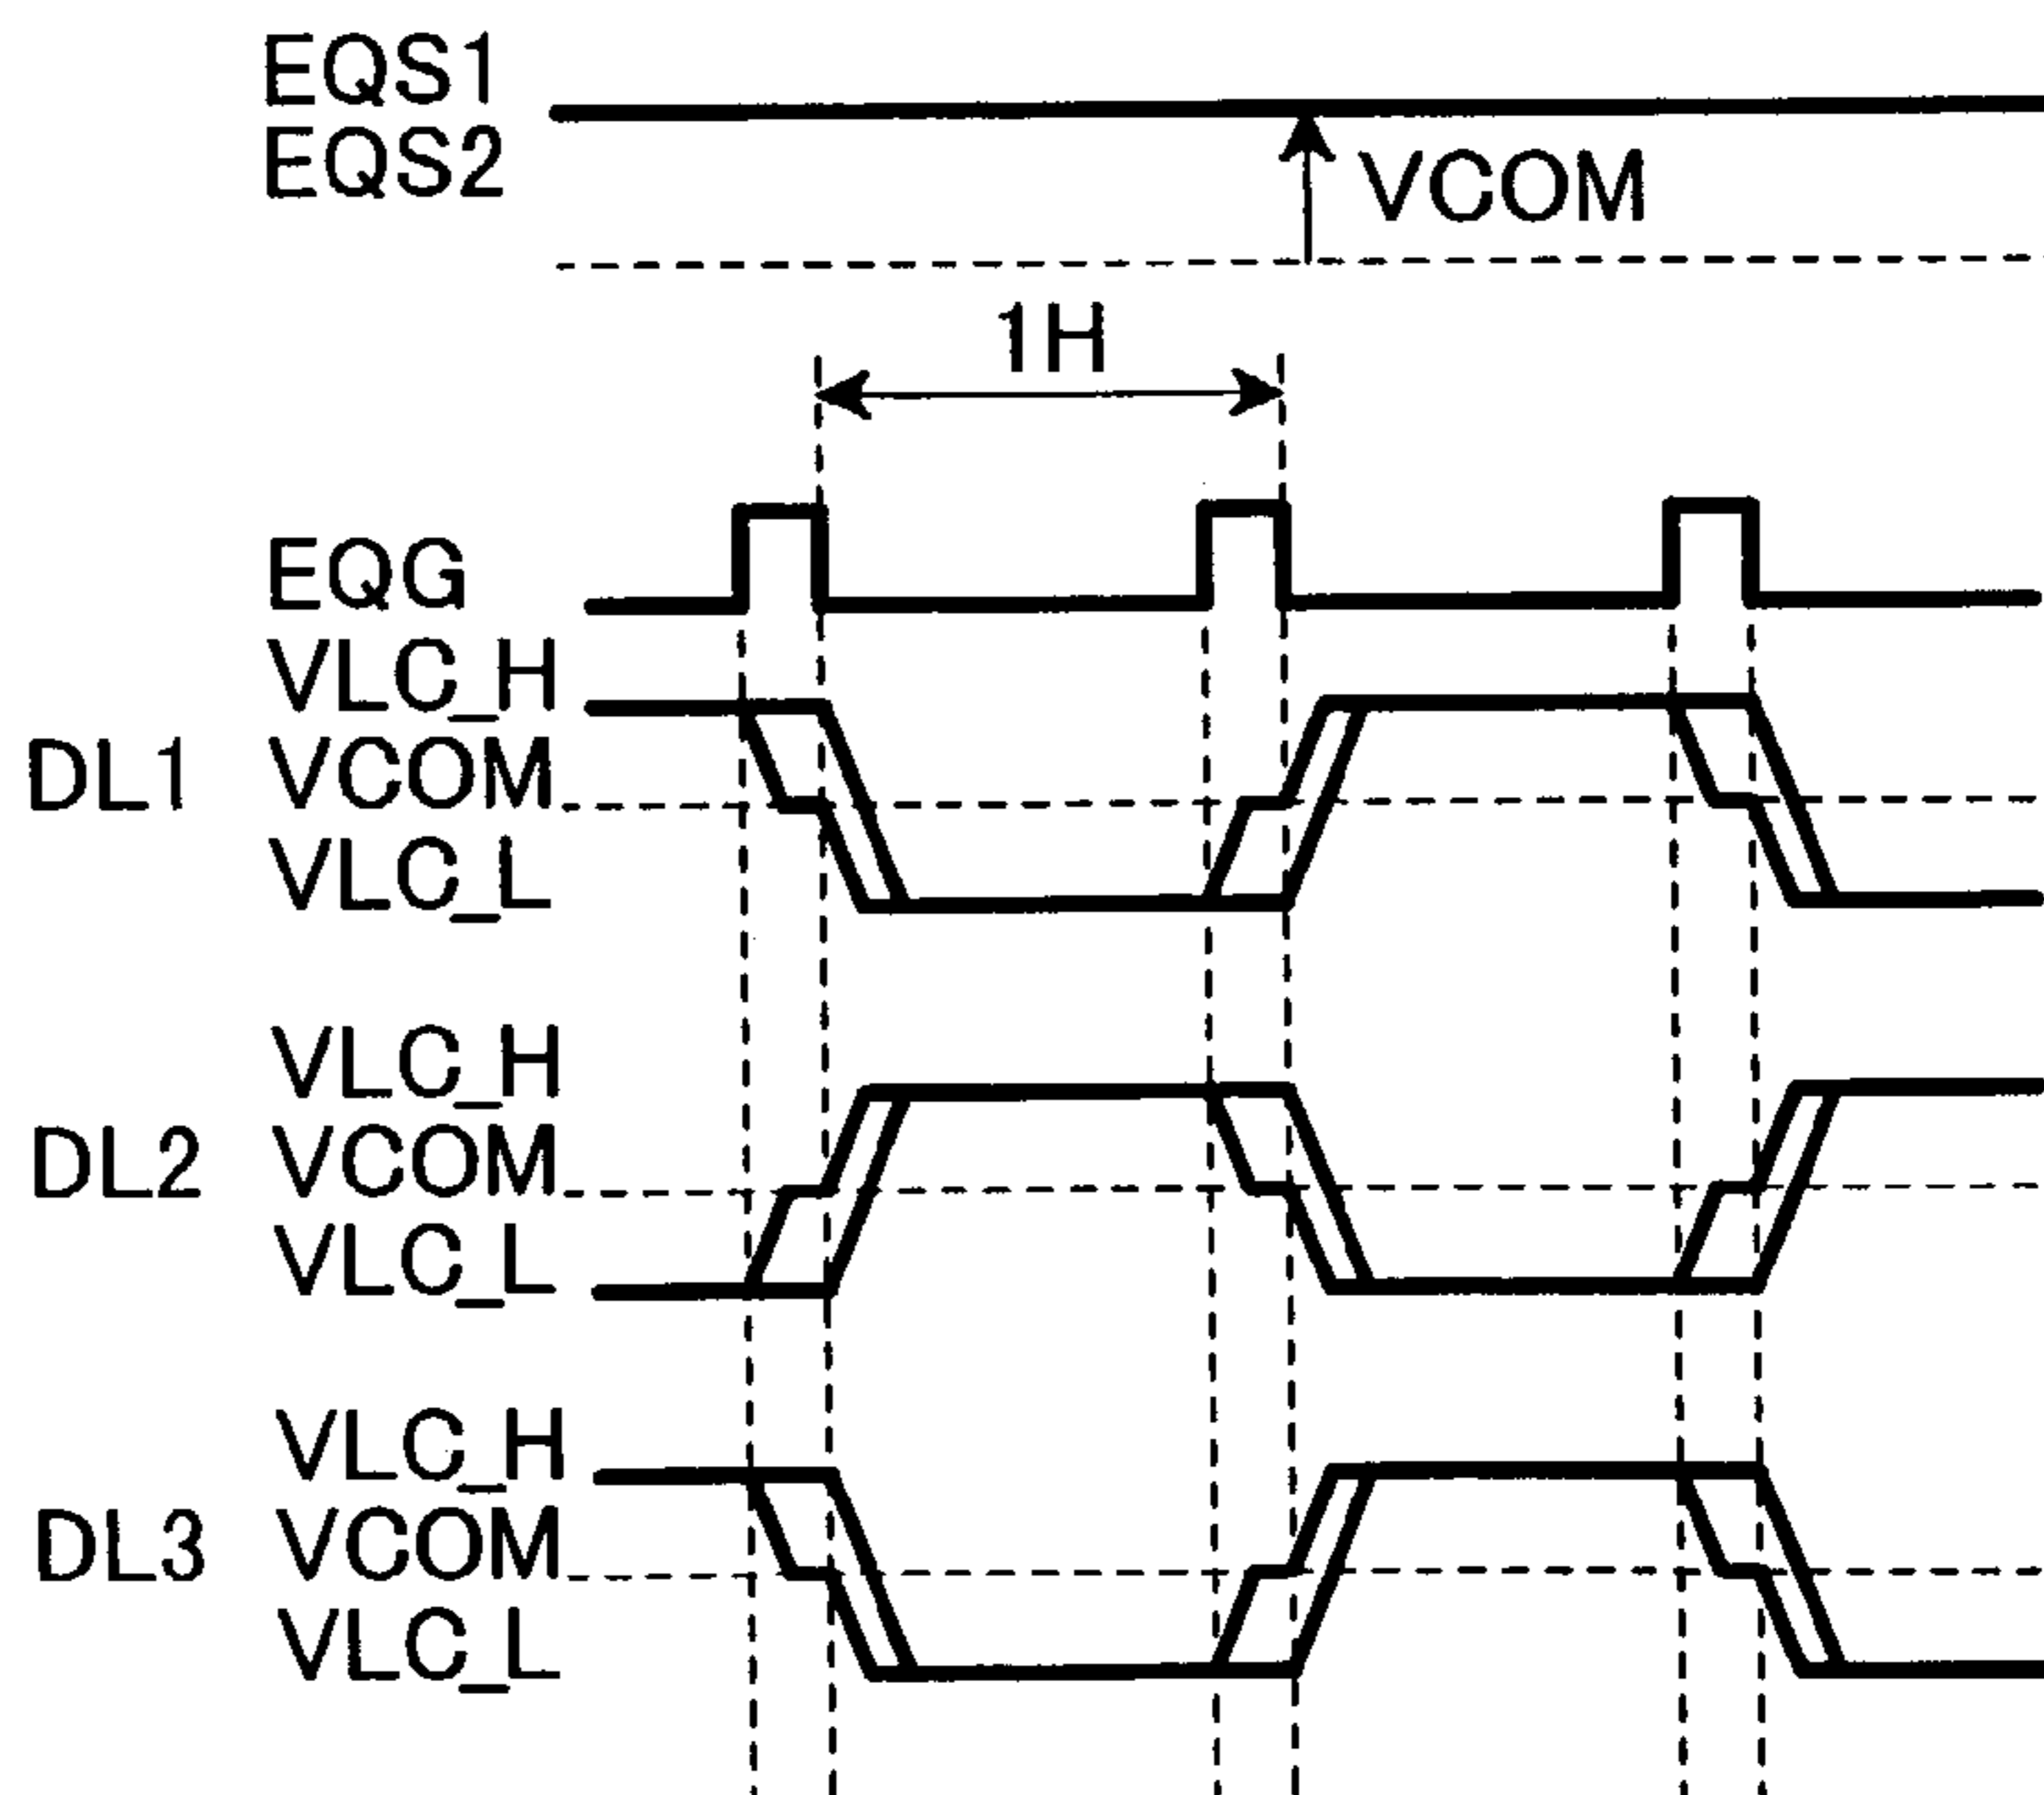 EQS1
EQS2
VCOM
1H
EQG
VLC_H
DL1 VCOM
VLC_L
VLC_H
DL2 VCOM
VLC_L
VLC_H
DL3 VCOM
VLC_L